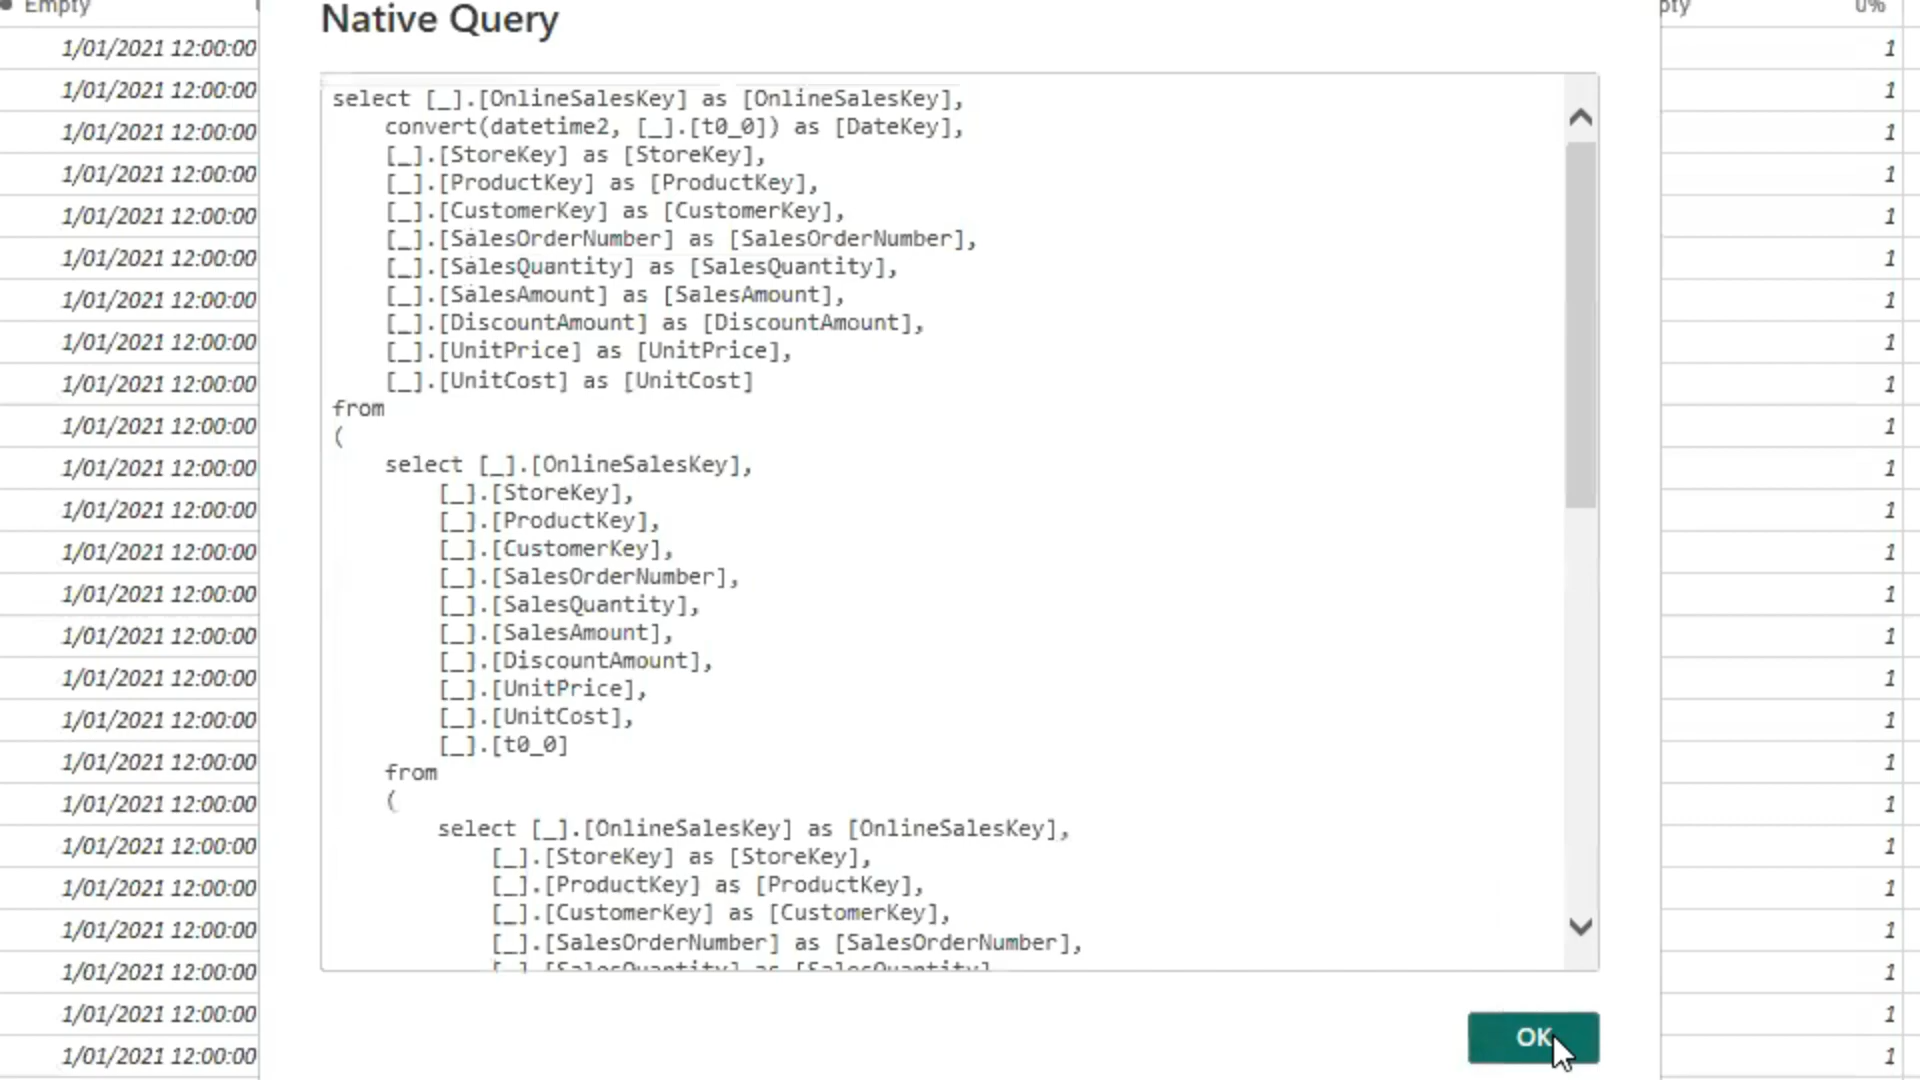 Empty
pty
0%
Native Query
1/01/2021 12:00:00
1
1/01/2021 12:00:00
1
1/01/2021 12:00:00
1
1/01/2021 12:00:00
1
1/01/2021 12:00:00
1
1/01/2021 12:00:00
1
1/01/2021 12:00:00
1
1/01/2021 12:00:00
1
1/01/2021 12:00:00
1
1/01/2021 12:00:00
1
1/01/2021 12:00:00
1
1/01/2021 12:00:00
1
1/01/2021 12:00:00
1
1/01/2021 12:00:00
1
1/01/2021 12:00:00
1
1/01/2021 12:00:00
1
1/01/2021 12:00:00
1
1/01/2021 12:00:00
1
1/01/2021 12:00:00
1
1/01/2021 12:00:00
1
1/01/2021 12:00:00
1
1/01/2021 12:00:00
1
1/01/2021 12:00:00
1
1/01/2021 12:00:00
1
1/01/2021 12:00:00
1
select [_].[OnlineSalesKey] as [OnlineSalesKey],
    convert(datetime2, [_].[t0_0]) as [DateKey],
    [_].[StoreKey] as [StoreKey],
    [_].[ProductKey] as [ProductKey],
    [_].[CustomerKey] as [CustomerKey],
    [_].[SalesOrderNumber] as [SalesOrderNumber],
    [_].[SalesQuantity] as [SalesQuantity],
    [_].[SalesAmount] as [SalesAmount],
    [_].[DiscountAmount] as [DiscountAmount],
    [_].[UnitPrice] as [UnitPrice],
    [_].[UnitCost] as [UnitCost]
from
(
    select [_].[OnlineSalesKey],
        [_].[StoreKey],
        [_].[ProductKey],
        [_].[CustomerKey],
        [_].[SalesOrderNumber],
        [_].[SalesQuantity],
        [_].[SalesAmount],
        [_].[DiscountAmount],
        [_].[UnitPrice],
        [_].[UnitCost],
        [_].[t0_0]
    from
    (
        select [_].[OnlineSalesKey] as [OnlineSalesKey],
            [_].[StoreKey] as [StoreKey],
            [_].[ProductKey] as [ProductKey],
            [_].[CustomerKey] as [CustomerKey],
            [_].[SalesOrderNumber] as [SalesOrderNumber],
            [_].[SalesQuantity] as [SalesQuantity]
OK